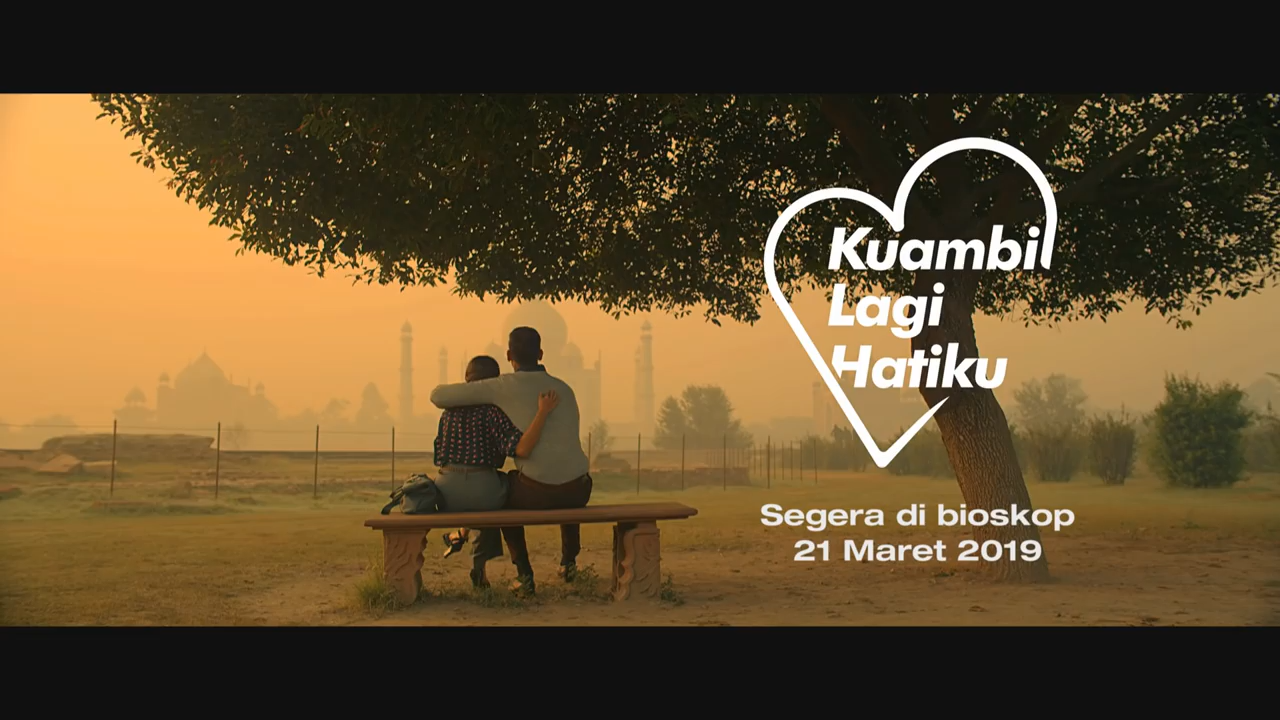 Kuambil
Lagi
Hatiku
Segera di bioskop
21 Maret 2019